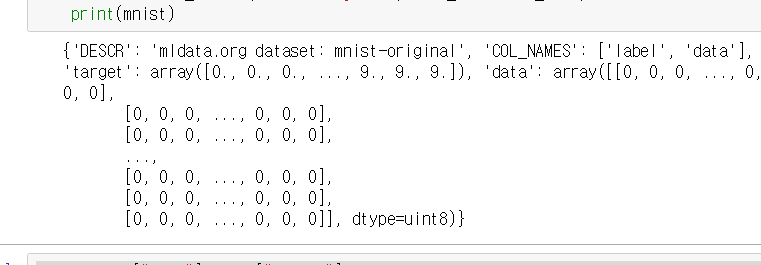 print(mnist)
{'DESCR': 'mldata.org dataset: mnist-original', 'COL_NAMES': ['label', 'data'],
'target': array([0., 0., 0., ..., 9., 9., 9.]), 'data': array([[0, 0, 0, ..., 0,
0, 0],
[0, 0, 0, ..., 0, 0, 0],
[0, 0, 0, ..., 0, 0, 0],
...,
[0, 0, 0, ..., 0, 0, 0],
[0, 0, 0, ..., 0, 0, 0],
[0, 0, 0, ..., 0, 0, 0]], dtype=uint8)}